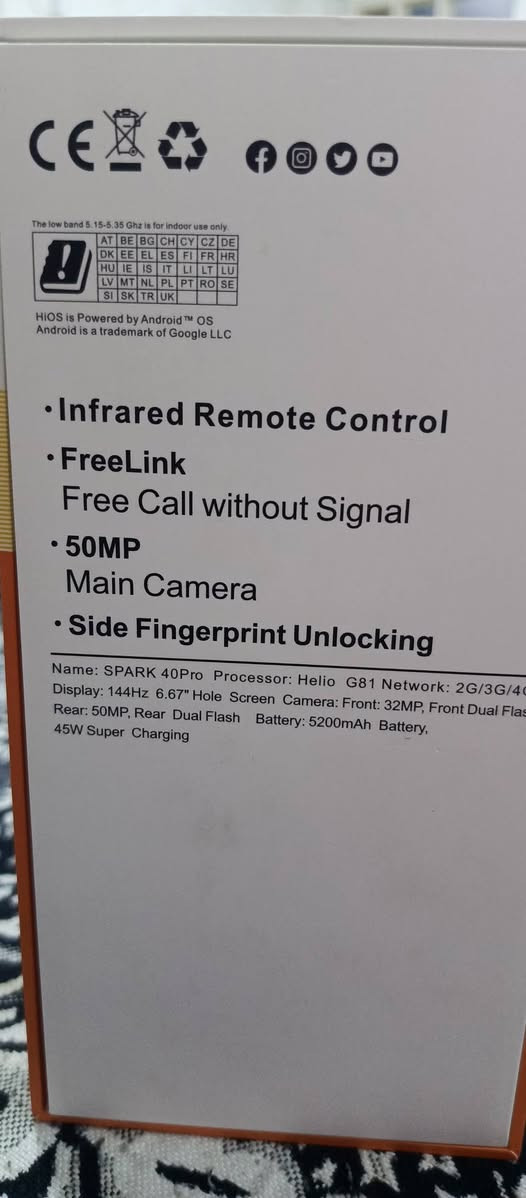 CE
The low band 5.15-5.35 Ghz is for indoor use only.
AT BE BG CH CY CZ DE
DK EE EL ES FI FR HR
HU IE IS IT LI LT LU
LV MT NL PL PT RO SE
SI SK TR UK
HiOS is Powered by Android™ OS
Android is a trademark of Google LLC
•Infrared Remote Control
•FreeLink
Free Call without Signal
•50MP
Main Camera
•Side Fingerprint Unlocking
Name: SPARK 40Pro Processor: Helio G81 Network: 2G/3G/4G
Display: 144Hz 6.67" Hole Screen Camera: Front: 32MP, Front Dual Flas
Rear: 50MP, Rear Dual Flash Battery: 5200mAh Battery,
45W Super Charging